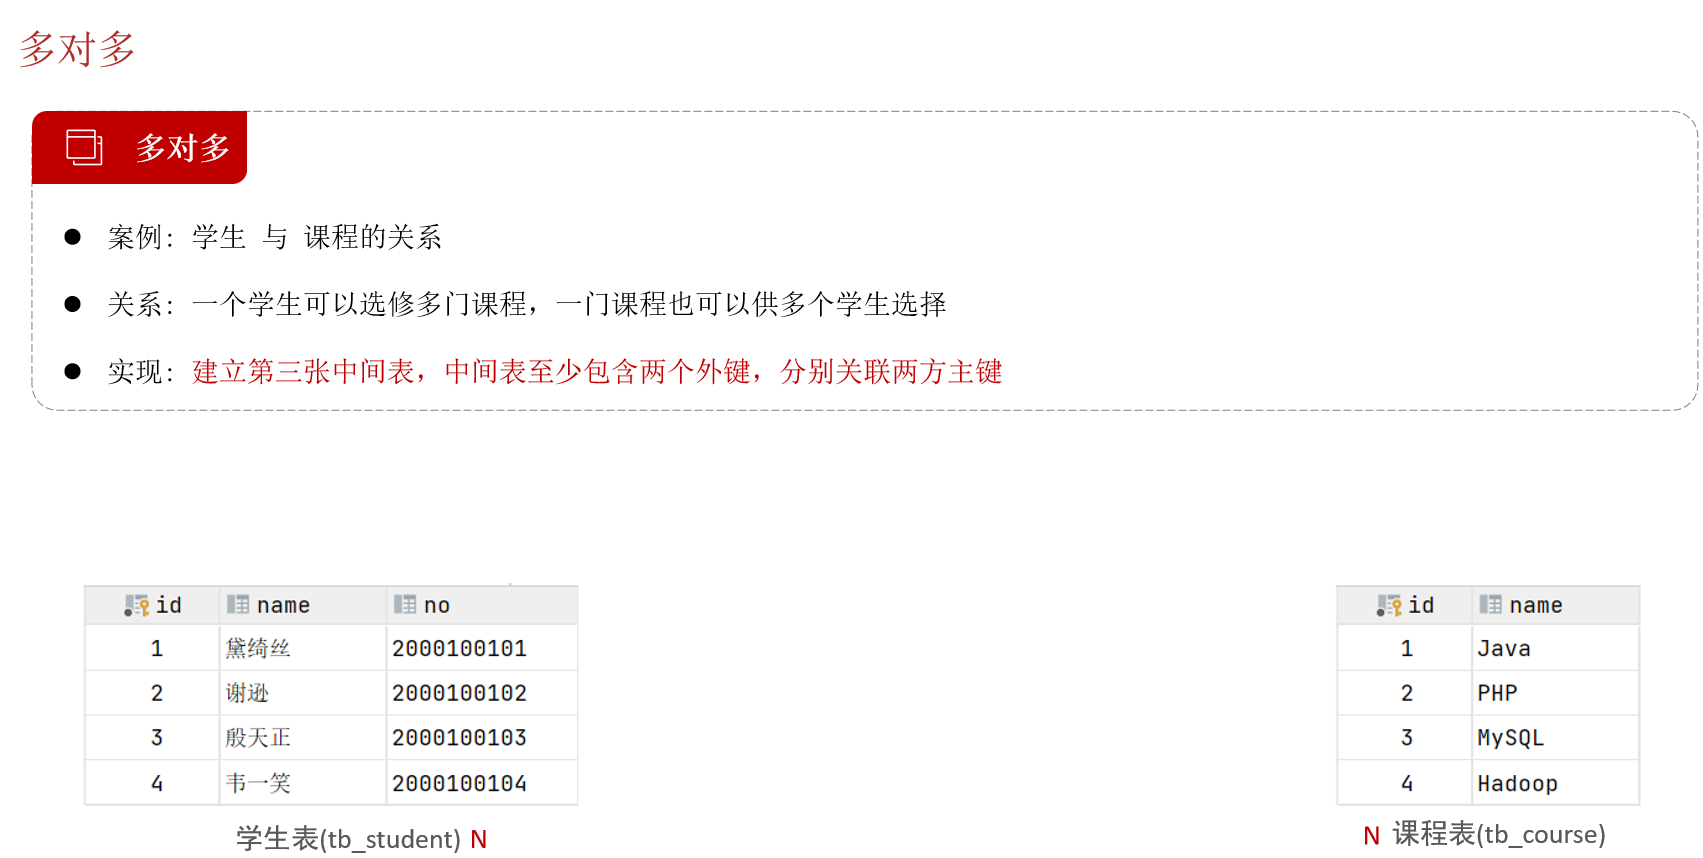 多对多
多对多
● 案例: 学生 与 课程的关系
● 关系: 一个学生可以选修多门课程，一门课程也可以供多个学生选择
● 实现: 建立第三张中间表，中间表至少包含两个外键，分别关联两方主键
id name no
1 黛绮丝 2000100101
2 谢逊 2000100102
3 殷天正 2000100103
4 韦一笑 2000100104
学生表(tb_student) N
id name
1 Java
2 PHP
3 MySQL
4 Hadoop
N 课程表(tb_course)